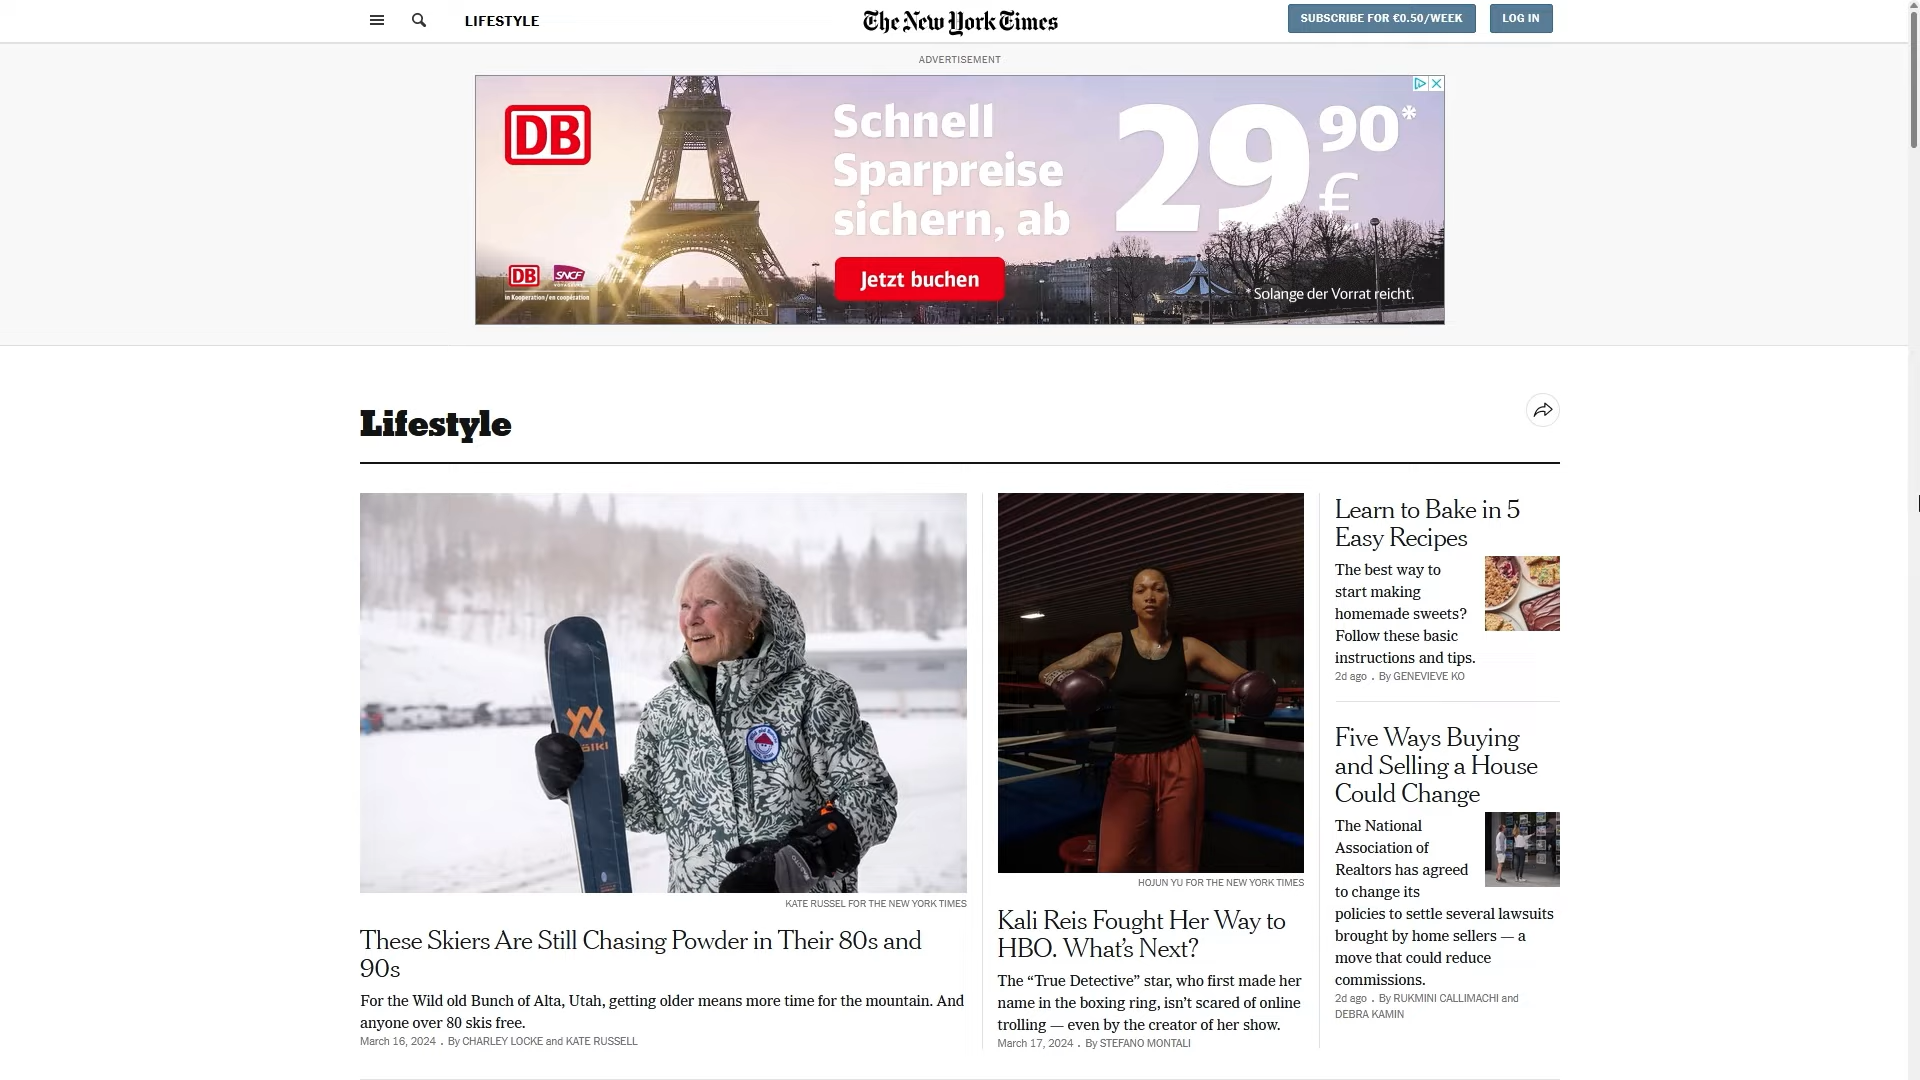 LIFESTYLE
The New York Times
SUBSCRIBE FOR €0.50/WEEK
LOG IN
ADVERTISEMENT
DB
Schnell
Sparpreise
sichern, ab
29 90*
€
DB SNCF
in Kooperation/en coopération
Jetzt buchen
*Solange der Vorrat reicht.
Lifestyle
KATE RUSSEL FOR THE NEW YORK TIMES
These Skiers Are Still Chasing Powder in Their 80s and
90s
For the Wild old Bunch of Alta, Utah, getting older means more time for the mountain. And
anyone over 80 skis free.
March 16, 2024 . By CHARLEY LOCKE and KATE RUSSELL
HOJUN YU FOR THE NEW YORK TIMES
Kali Reis Fought Her Way to
HBO. What’s Next?
The “True Detective” star, who first made her
name in the boxing ring, isn’t scared of online
trolling — even by the creator of her show.
March 17, 2024 . By STEFANO MONTALI
Learn to Bake in 5
Easy Recipes
The best way to
start making
homemade sweets?
Follow these basic
instructions and tips.
2d ago . By GENEVIEVE KO
Five Ways Buying
and Selling a House
Could Change
The National
Association of
Realtors has agreed
to change its
policies to settle several lawsuits
brought by home sellers — a
move that could reduce
commissions.
2d ago . By RUKMINI CALLIMACHI and
DEBRA KAMIN